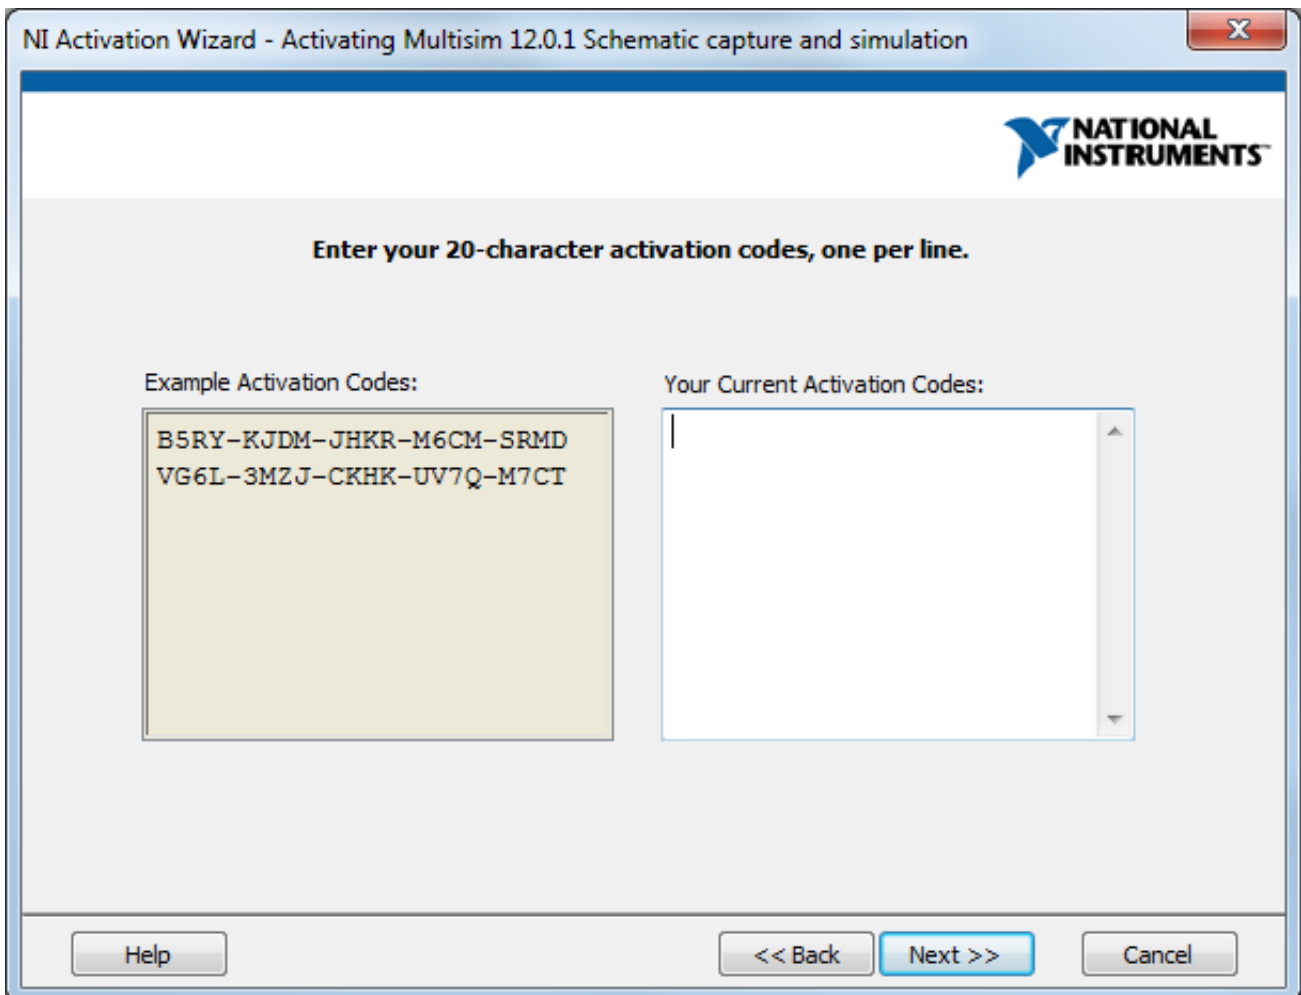 NI Activation Wizard - Activating Multisim 12.0.1 Schematic capture and simulation
X
NATIONAL
INSTRUMENTS™
Enter your 20-character activation codes, one per line.
Example Activation Codes:
B5RY-KJDM-JHKR-M6CM-SRMD
VG6L-3MZJ-CKHK-UV7Q-M7CT
Your Current Activation Codes:
Help
<< Back
Next >>
Cancel